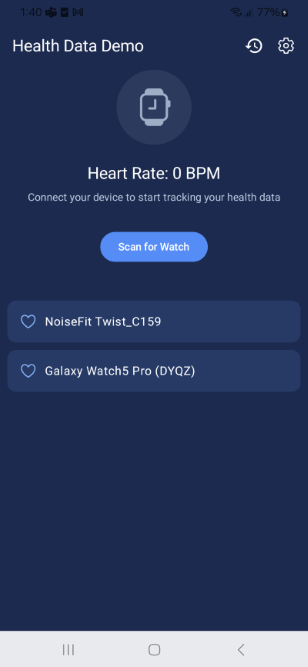 1:40
77%
Health Data Demo
Heart Rate: 0 BPM
Connect your device to start tracking your health data
Scan for Watch
NoiseFit Twist_C159
Galaxy Watch5 Pro (DYQZ)